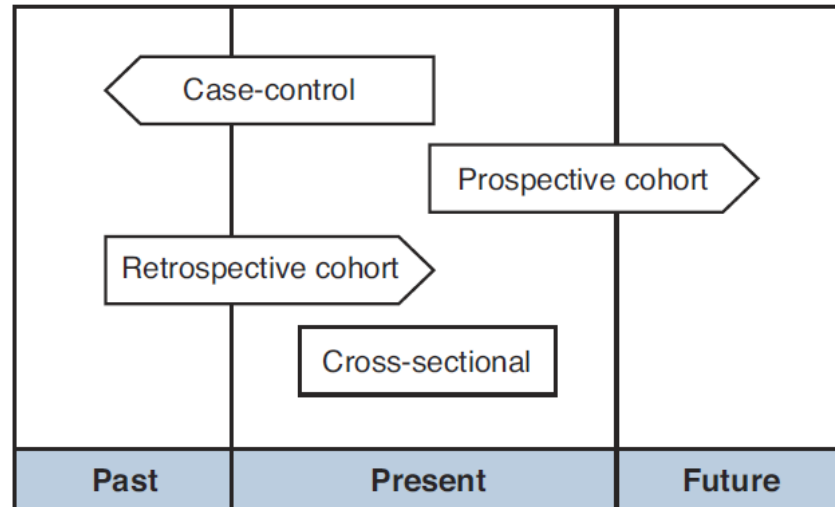 Case-control
Prospective cohort
Retrospective cohort
Cross-sectional
Past
Present
Future